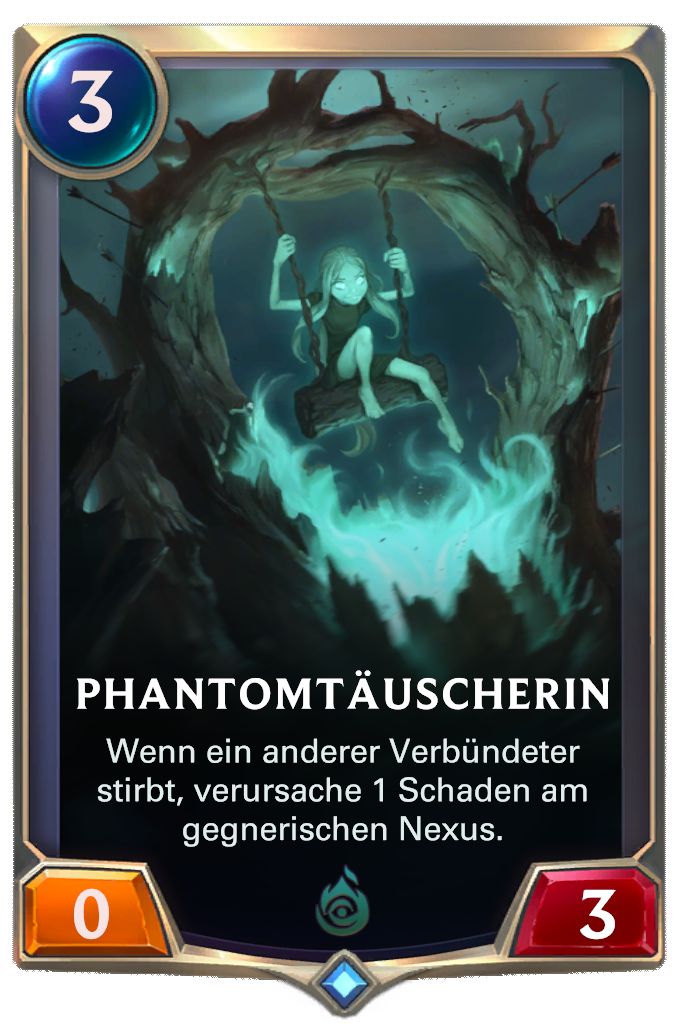 3
PHANTOMTÄUSCHERIN
Wenn ein anderer Verbündeter
stirbt, verursache 1 Schaden am
gegnerischen Nexus.
0
3